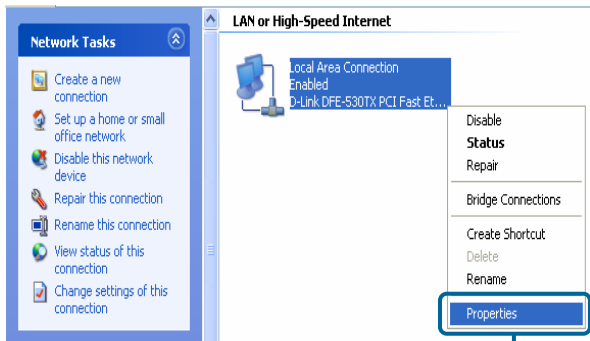 Network Tasks
Create a new
connection
Set up a home or small
office network
Disable this network
device
Repair this connection
Rename this connection
View status of this
connection
Change settings of this
connection
LAN or High-Speed Internet
Local Area Connection
Enabled
D-Link DFE-530TX PCI Fast Et...
Disable
Status
Repair
Bridge Connections
Create Shortcut
Delete
Rename
Properties